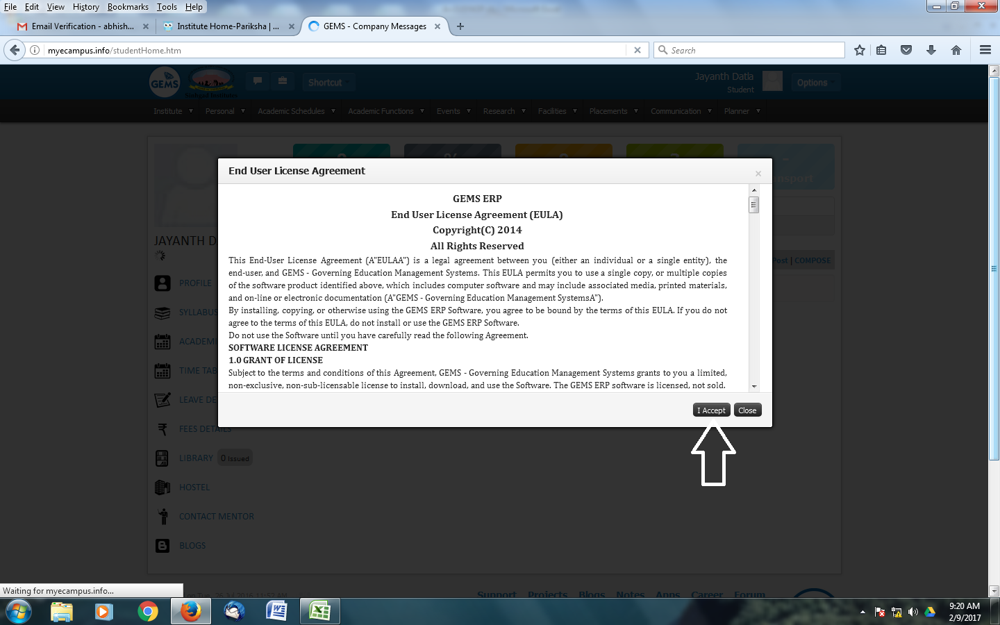 File Edit View History Bookmarks Tools Help
Email Verification - abhish... Institute Home-Pariksha | ... GEMS - Company Messages
myecampus.info/studentHome.htm
Search
GEMS
Shortcut
Jayanth Datla
Student
Options
Institute Personal Academic Schedules Academic Functions Events Research Facilities Placements Communication Planner
End User License Agreement
GEMS ERP
End User License Agreement (EULA)
Copyright(C) 2014
All Rights Reserved
This End-User License Agreement (A"EULAA") is a legal agreement between you (either an individual or a single entity), the
end-user, and GEMS - Governing Education Management Systems. This EULA permits you to use a single copy, or multiple copies
of the software product identified above, which includes computer software and may include associated media, printed materials,
and on-line or electronic documentation (A"GEMS - Governing Education Management SystemsA").
By installing, copying, or otherwise using the GEMS ERP Software, you agree to be bound by the terms of this EULA. If you do not
agree to the terms of this EULA, do not install or use the GEMS ERP Software.
Do not use the Software until you have carefully read the following Agreement.
SOFTWARE LICENSE AGREEMENT
1.0 GRANT OF LICENSE
Subject to the terms and conditions of this Agreement, GEMS - Governing Education Management Systems grants to you a limited,
non-exclusive, non-sub-licensable license to install, download, and use the Software. The GEMS ERP software is licensed, not sold.
I Accept Close
JAYANTH D
Post | COMPOSE
PROFILE
SYLLABUS
ACADEMI
TIME TAB
LEAVE DE
FEES DETAILS
LIBRARY 0 Issued
HOSTEL
CONTACT MENTOR
BLOGS
Waiting for myecampus.info...
on Tue, 26 Jul 2016 11:52 AM
Support Projects Blogs Notes Apps Career Forum
9:20 AM
2/9/2017